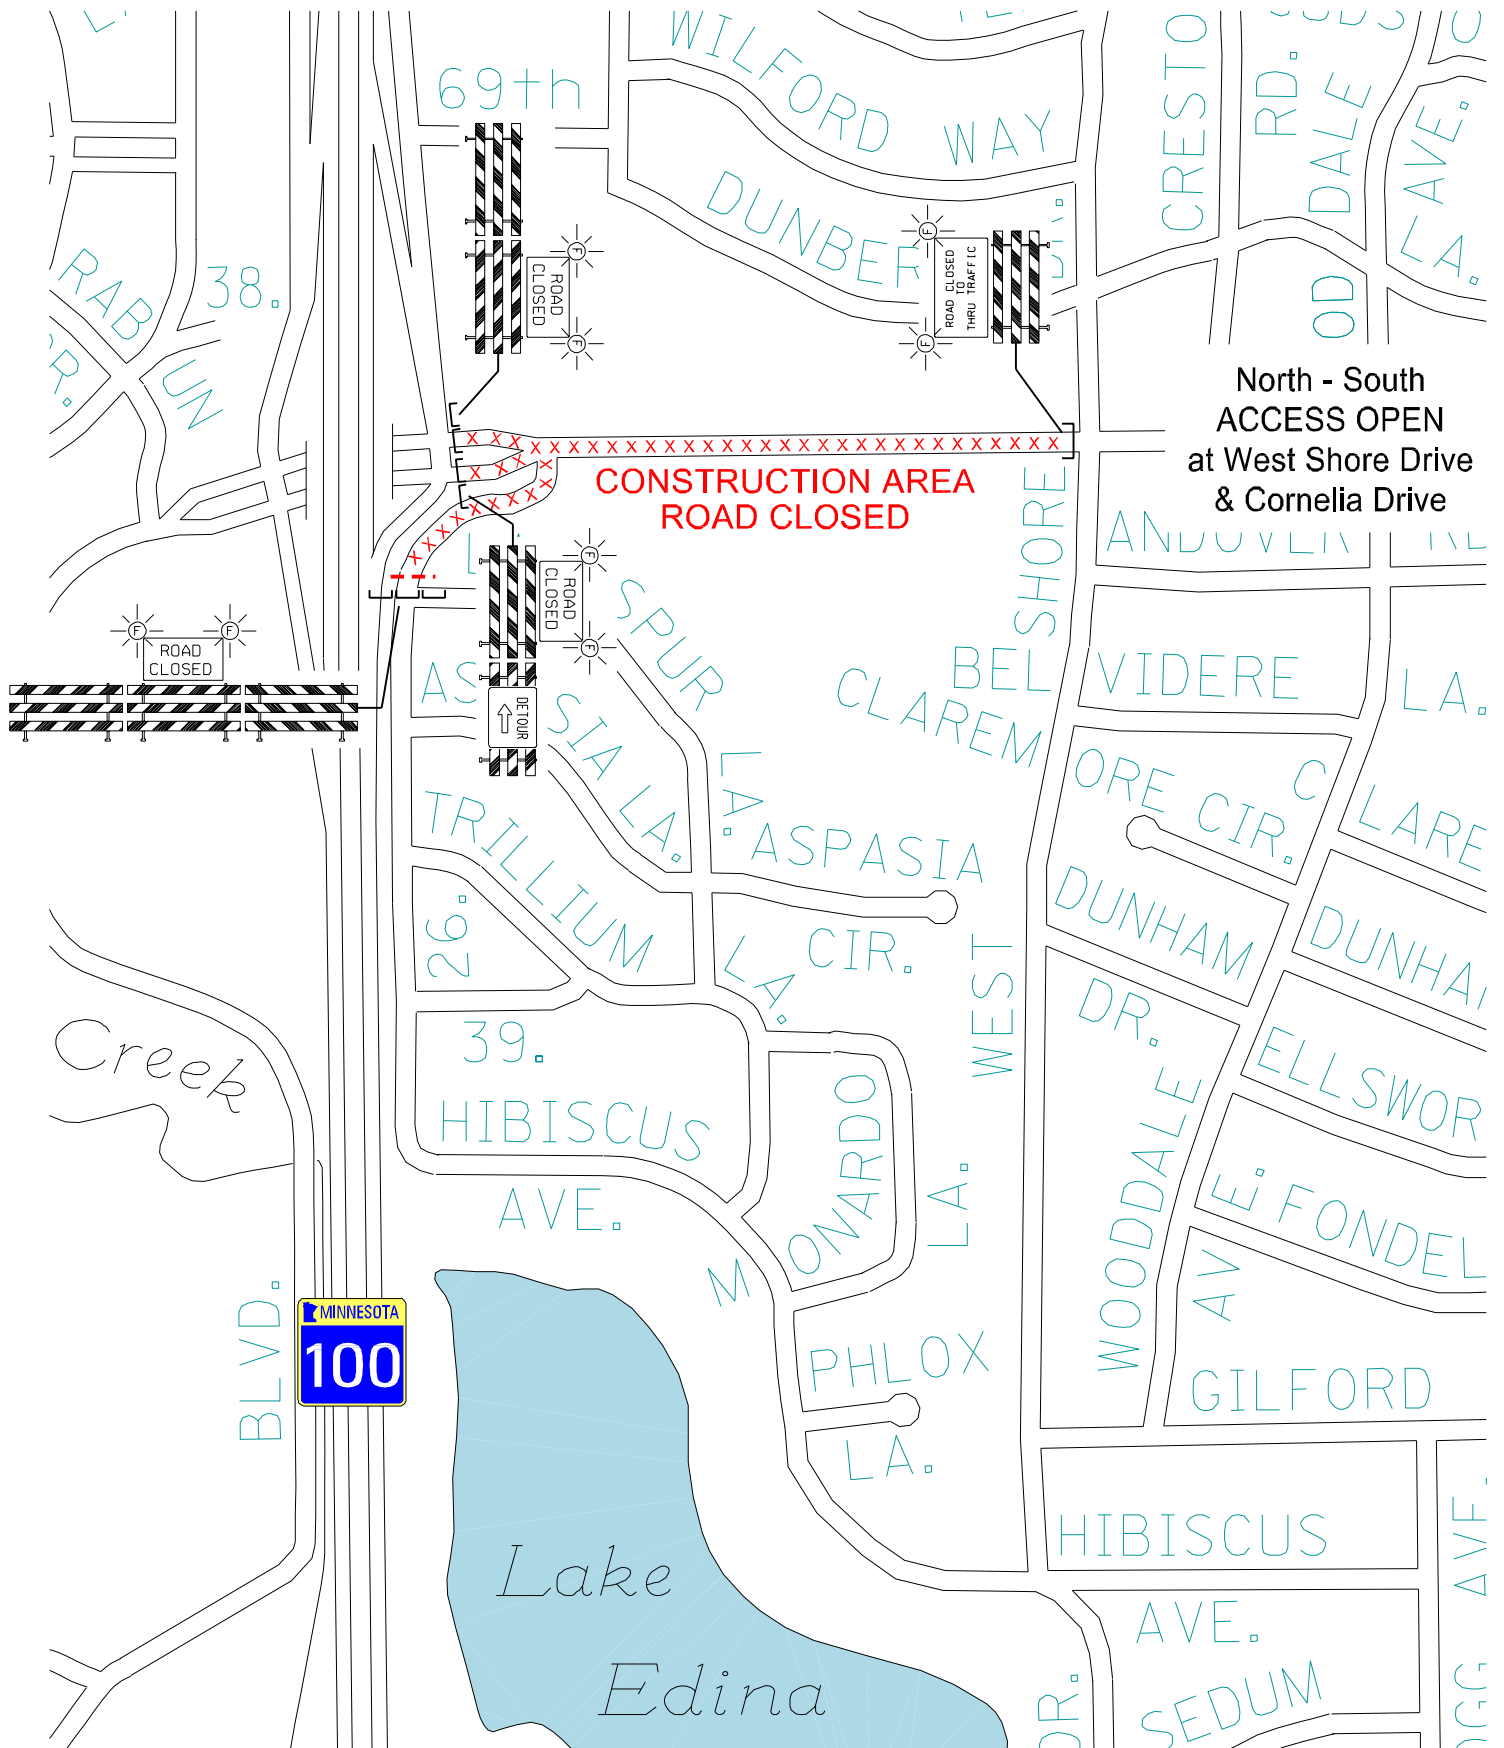 69th
WILFORD
WAY
CRESTO
RD.
DALE
AVE.
LA.
DUNBER
OD
RAB
38.
UN
R.
ROAD
CLOSED
ROAD CLOSED
TO
THRU TRAFFIC
F
F
F
F
North - South
ACCESS OPEN
at West Shore Drive
& Cornelia Drive
X X X X X X X X X X X X X X X X X X X X X X X X
CONSTRUCTION AREA
ROAD CLOSED
SHORE
ANDOVER RD
F
F
ROAD
CLOSED
SPUR
LA.
F
F
ROAD
CLOSED
DETOUR
AS
SIA LA.
BEL
VIDERE
LA.
CLAREM
ORE CIR.
C
LARE
TRILLIUM
LA.
ASPASIA
CIR.
26.
DUNHAM
DR.
DUNHA
WEST
Creek
39.
HIBISCUS
AVE.
ELLSWOR
MONARDO
LA.
WOODDALE
AVE.
FONDEL
BLVD.
MINNESOTA
100
PHLOX
LA.
GILFORD
HIBISCUS
AVE.
AVE.
Lake
Edina
DR.
SEDUM
OGG